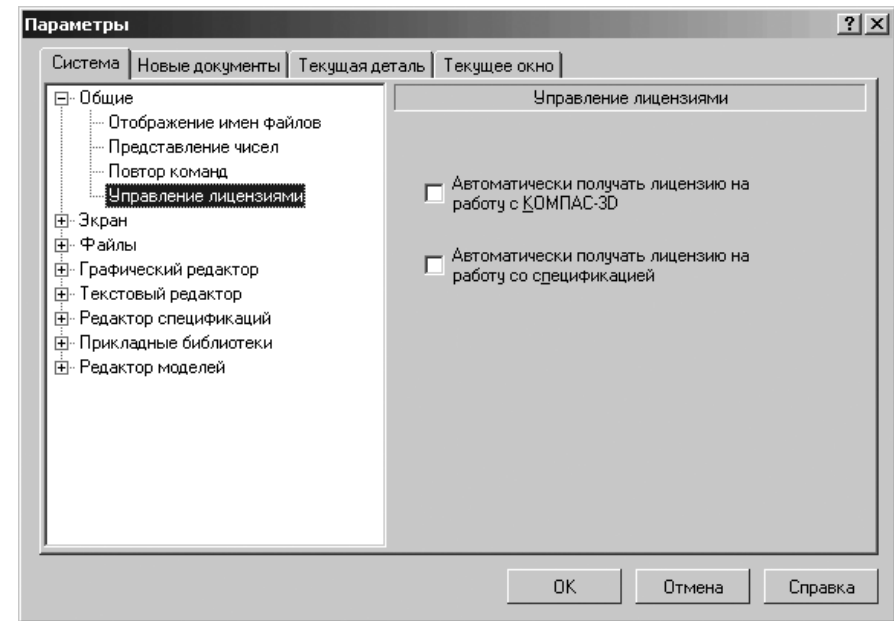 Параметры
Система
Новые документы
Текущая деталь
Текущее окно
Общие
Отображение имен файлов
Представление чисел
Повтор команд
Управление лицензиями
Экран
Файлы
Графический редактор
Текстовый редактор
Редактор спецификаций
Прикладные библиотеки
Редактор моделей
Управление лицензиями
Автоматически получать лицензию на
работу с КОМПАС-3D
Автоматически получать лицензию на
работу со спецификацией
OK
Отмена
Справка